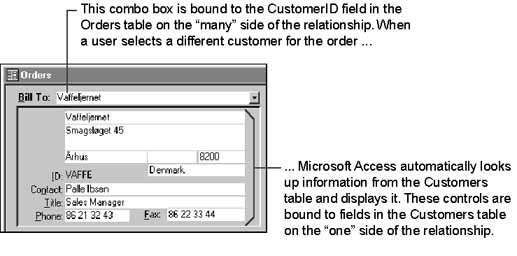 This combo box is bound to the CustomerID field in the
Orders table on the “many” side of the relationship. When
a user selects a different customer for the order ...
Orders
Bill To: Vaffeljernet
Vaffeljernet
Smagsløget 45
Århus 8200
ID: VAFFE Denmark
Contact: Palle Ibsen
Title: Sales Manager
Phone: 86 21 32 43 Fax: 86 22 33 44
... Microsoft Access automatically looks
up information from the Customers
table and displays it. These controls are
bound to fields in the Customers table
on the “one” side of the relationship.